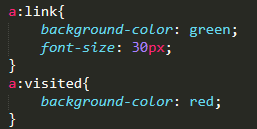 a:link{
    background-color: green;
    font-size: 30px;
}
a:visited{
    background-color: red;
}